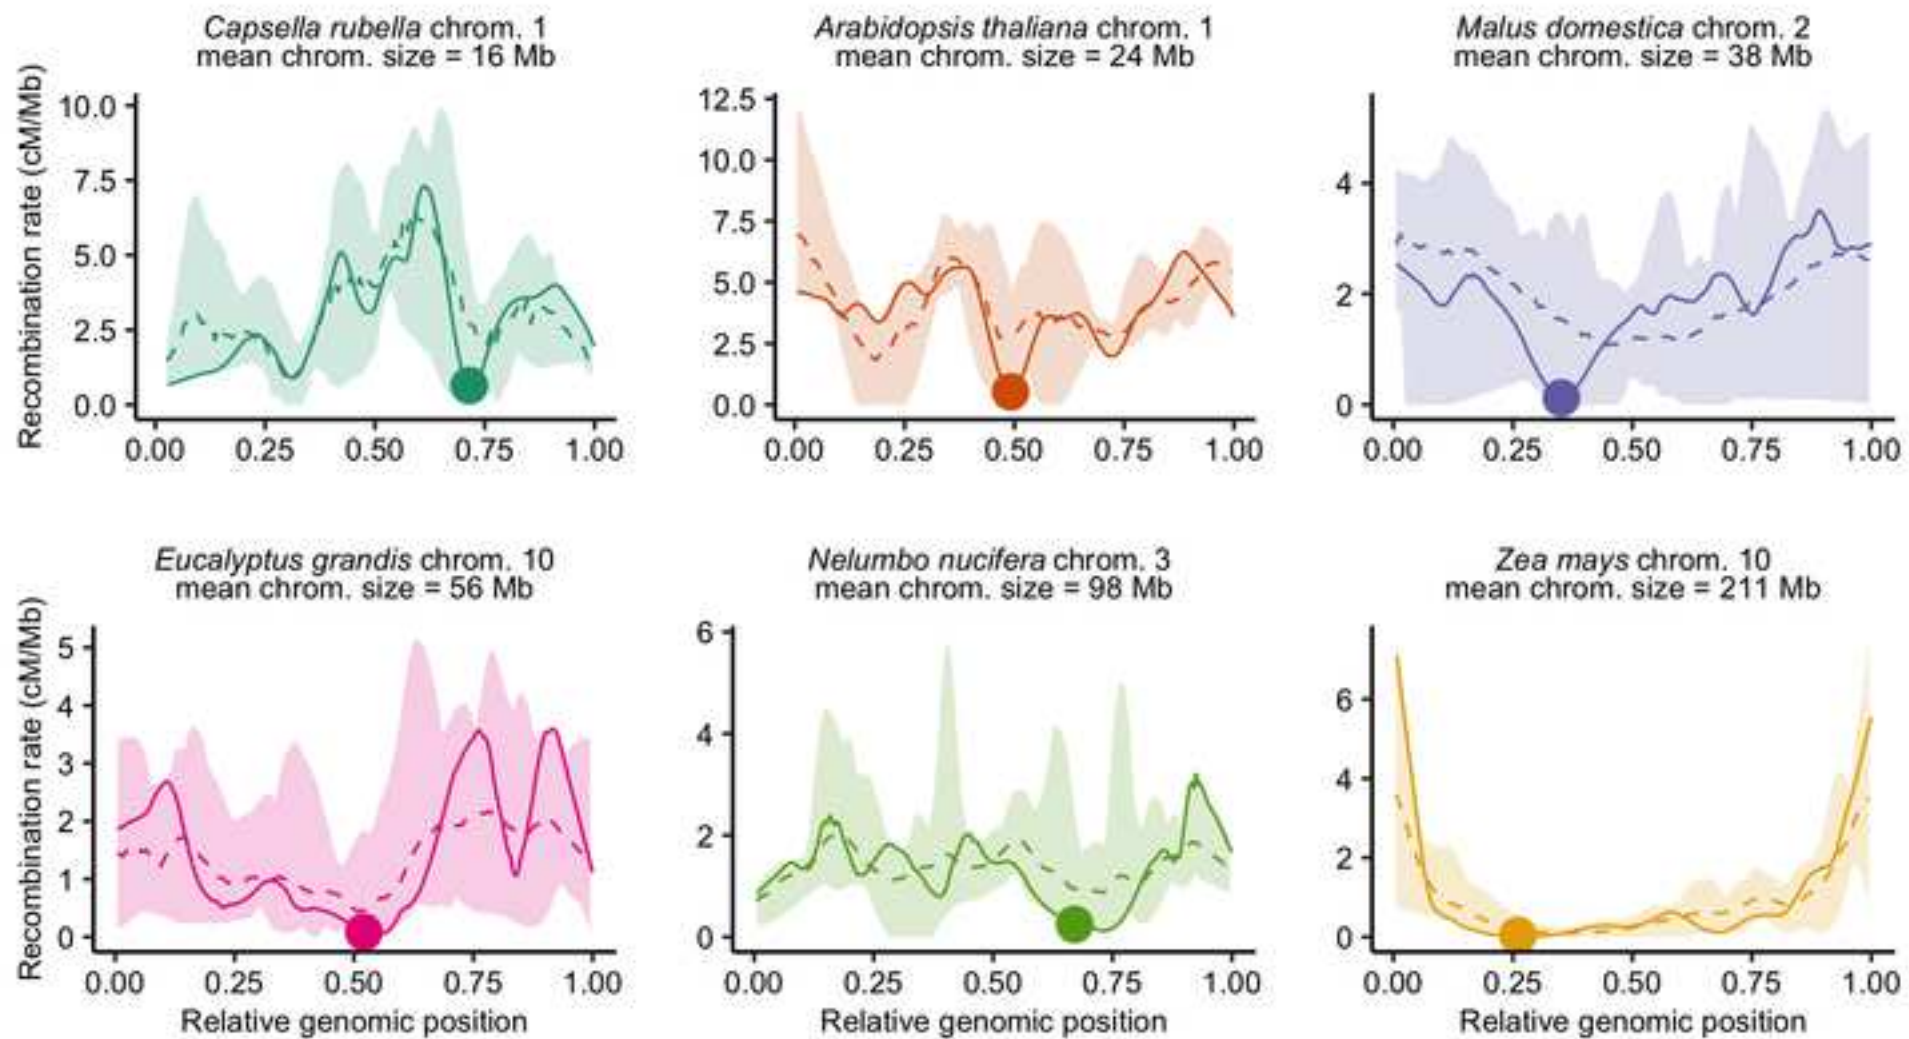 Capsella rubella chrom. 1
mean chrom. size = 16 Mb
Recombination rate (cM/Mb)
10.0
7.5
5.0
2.5
0.0
0.00 0.25 0.50 0.75 1.00
Arabidopsis thaliana chrom. 1
mean chrom. size = 24 Mb
12.5
10.0
7.5
5.0
2.5
0.0
0.00 0.25 0.50 0.75 1.00
Malus domestica chrom. 2
mean chrom. size = 38 Mb
4
2
0
0.00 0.25 0.50 0.75 1.00
Eucalyptus grandis chrom. 10
mean chrom. size = 56 Mb
Recombination rate (cM/Mb)
5
4
3
2
1
0
0.00 0.25 0.50 0.75 1.00
Relative genomic position
Nelumbo nucifera chrom. 3
mean chrom. size = 98 Mb
6
4
2
0
0.00 0.25 0.50 0.75 1.00
Relative genomic position
Zea mays chrom. 10
mean chrom. size = 211 Mb
6
4
2
0
0.00 0.25 0.50 0.75 1.00
Relative genomic position